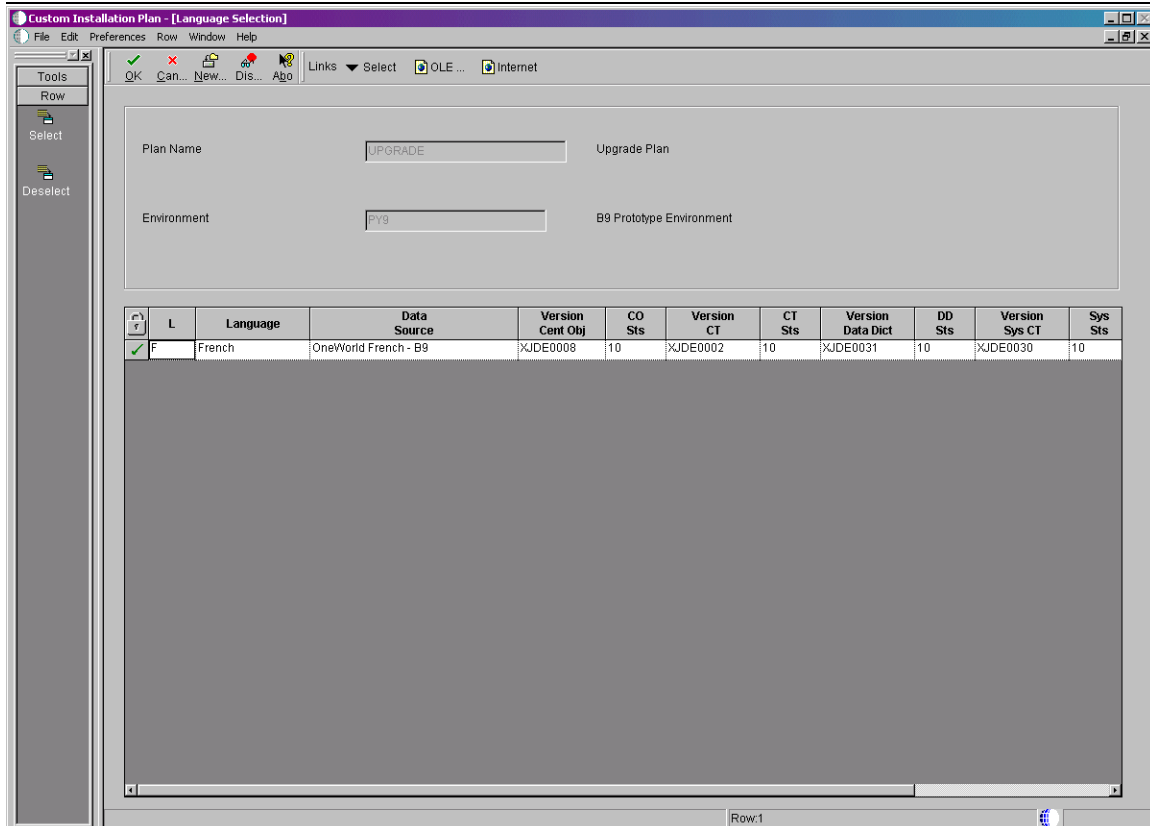 Custom Installation Plan - [Language Selection]
File Edit Preferences Row Window Help
OK Can... New... Dis... Abo Links Select OLE ... Internet
Tools
Row
Select
Deselect
Plan Name UPGRADE Upgrade Plan
Environment PY9 B9 Prototype Environment
L Language Data Source Version Cent Obj CO Sts Version CT CT Sts Version Data Dict DD Sts Version Sys CT Sys Sts
F French OneWorld French - B9 XJDE0008 10 XJDE0002 10 XJDE0031 10 XJDE0030 10
Row:1